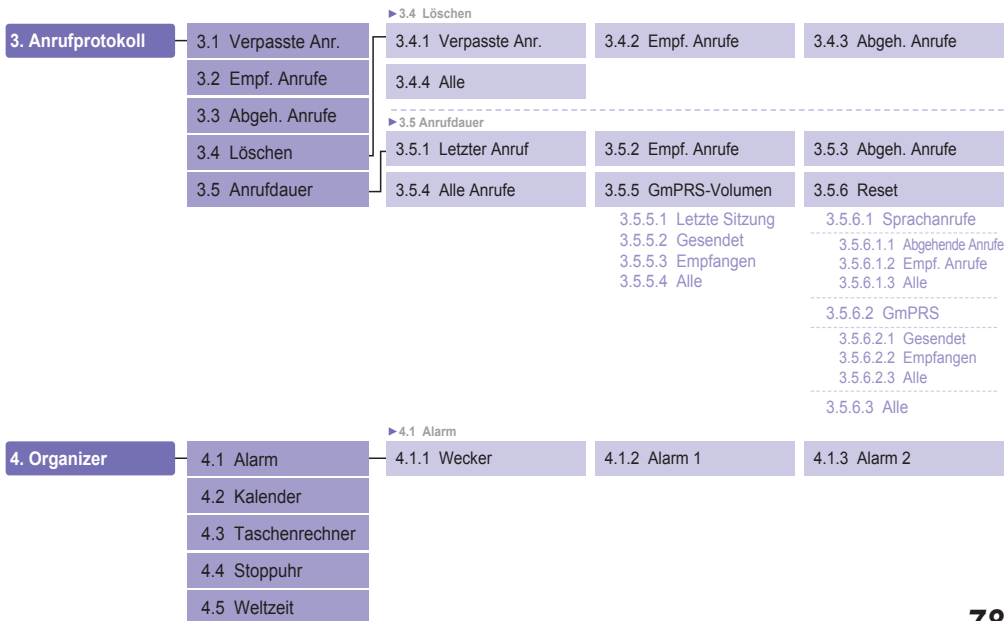 ►3.4 Löschen
3. Anrufprotokoll
3.1 Verpasste Anr.
3.2 Empf. Anrufe
3.3 Abgeh. Anrufe
3.4 Löschen
3.5 Anrufdauer
3.4.1 Verpasste Anr.
3.4.2 Empf. Anrufe
3.4.3 Abgeh. Anrufe
3.4.4 Alle
►3.5 Anrufdauer
3.5.1 Letzter Anruf
3.5.2 Empf. Anrufe
3.5.3 Abgeh. Anrufe
3.5.4 Alle Anrufe
3.5.5 GmPRS-Volumen
3.5.5.1 Letzte Sitzung
3.5.5.2 Gesendet
3.5.5.3 Empfangen
3.5.5.4 Alle
3.5.6 Reset
3.5.6.1 Sprachanrufe
3.5.6.1.1 Abgehende Anrufe
3.5.6.1.2 Empf. Anrufe
3.5.6.1.3 Alle
3.5.6.2 GmPRS
3.5.6.2.1 Gesendet
3.5.6.2.2 Empfangen
3.5.6.2.3 Alle
3.5.6.3 Alle
►4.1 Alarm
4. Organizer
4.1 Alarm
4.2 Kalender
4.3 Taschenrechner
4.4 Stoppuhr
4.5 Weltzeit
4.1.1 Wecker
4.1.2 Alarm 1
4.1.3 Alarm 2